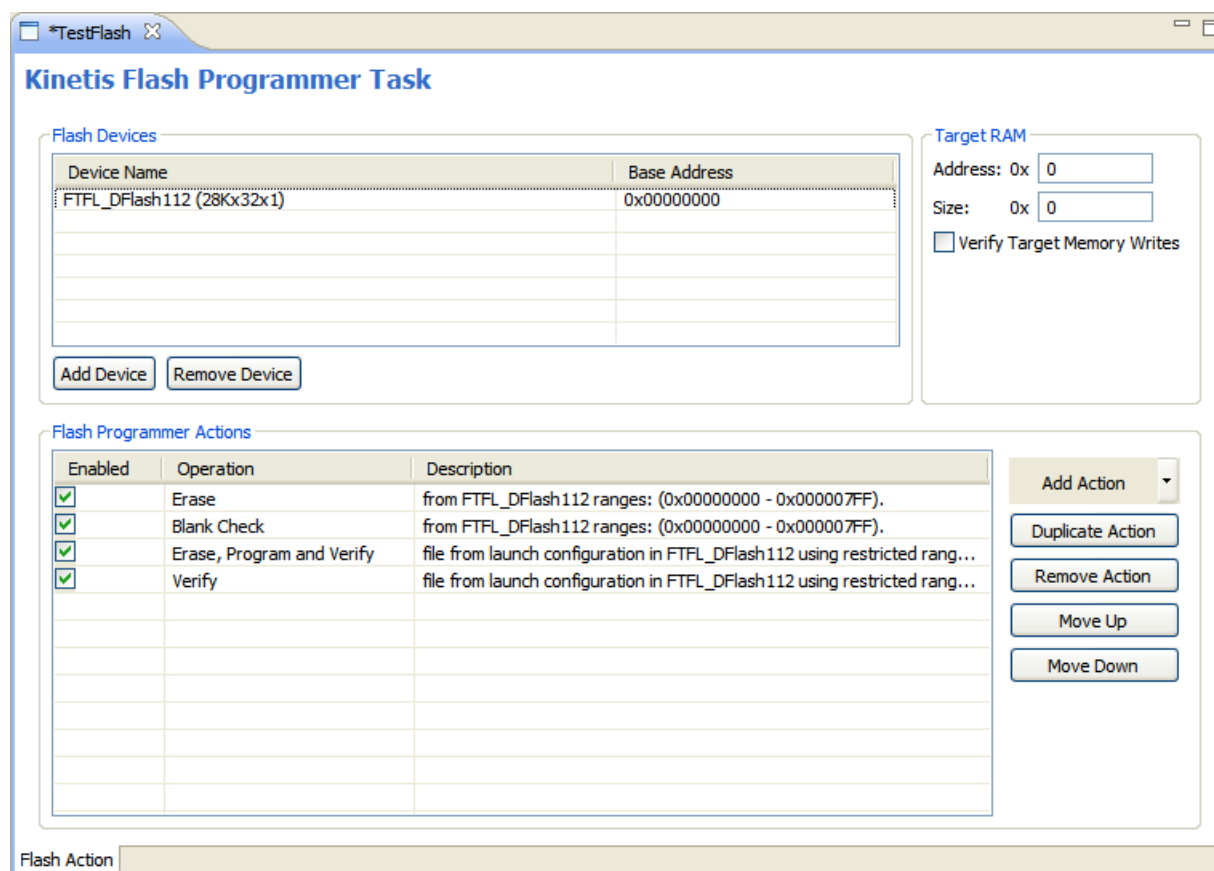 *TestFlash
Kinetis Flash Programmer Task
Flash Devices
Device Name Base Address
FTFL_DFlash112 (28Kx32x1) 0x00000000
Add Device Remove Device
Target RAM
Address: 0x 0
Size: 0x 0
Verify Target Memory Writes
Flash Programmer Actions
Enabled Operation Description
Erase from FTFL_DFlash112 ranges: (0x00000000 - 0x000007FF).
Blank Check from FTFL_DFlash112 ranges: (0x00000000 - 0x000007FF).
Erase, Program and Verify file from launch configuration in FTFL_DFlash112 using restricted rang...
Verify file from launch configuration in FTFL_DFlash112 using restricted rang...
Add Action
Duplicate Action
Remove Action
Move Up
Move Down
Flash Action